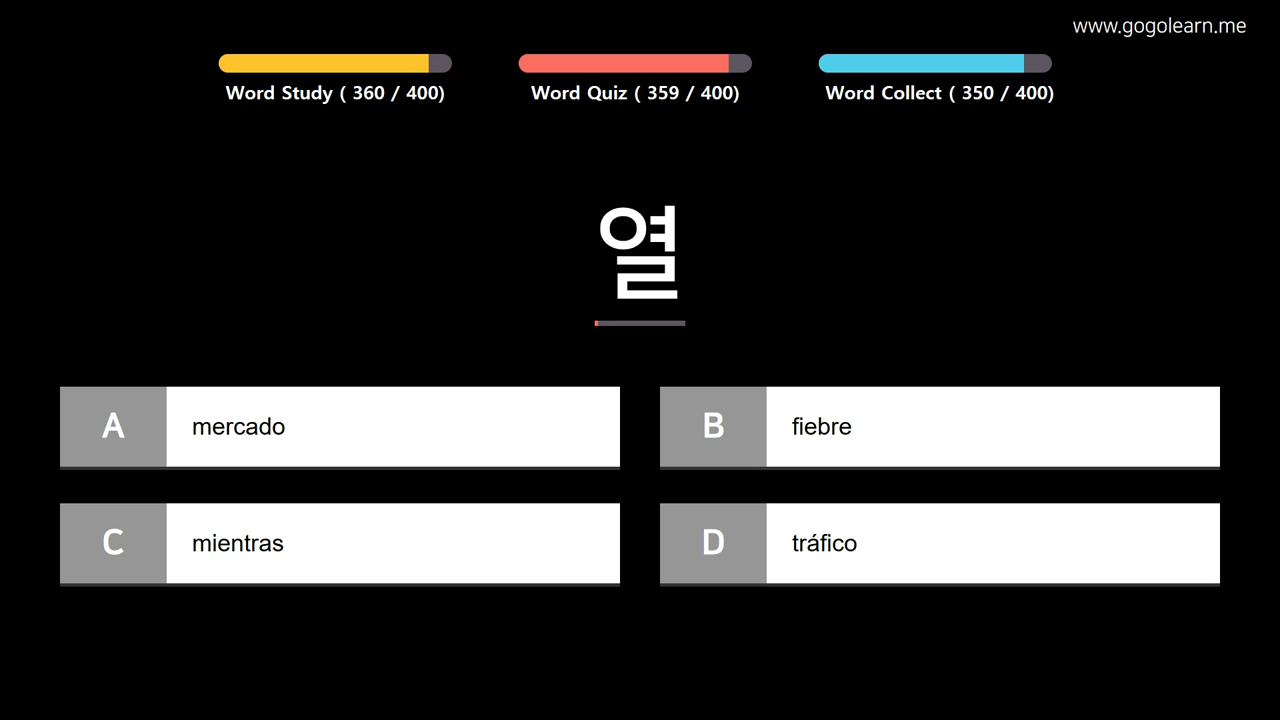 www.gogolearn.me
Word Study ( 360 / 400)
Word Quiz ( 359 / 400)
Word Collect ( 350 / 400)
열
A mercado
B fiebre
C mientras
D tráfico